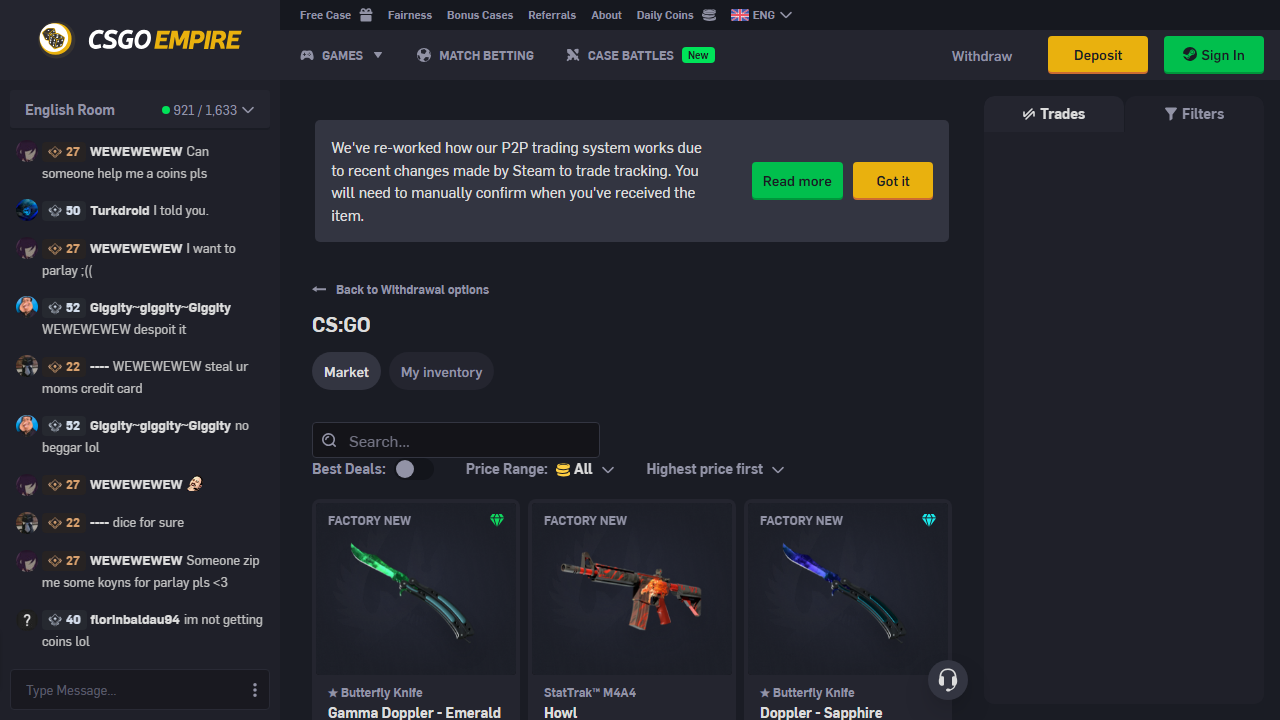 CSGOEMPIRE
Free Case
Fairness
Bonus Cases
Referrals
About
Daily Coins
ENG
GAMES
MATCH BETTING
CASE BATTLES
New
Withdraw
Deposit
Sign In
English Room
921 / 1,633
27 WEWEWEWEW Can
someone help me a coins pls
50 Turkdroid I told you.
27 WEWEWEWEW I want to
parlay ;((
52 Giggity~giggity~Giggity
WEWEWEWEW despoit it
22 ---- WEWEWEWEW steal ur
moms credit card
52 Giggity~giggity~Giggity no
beggar lol
27 WEWEWEWEW
22 ---- dice for sure
27 WEWEWEWEW Someone zip
me some koyns for parlay pls <3
? 40 florinbaldau94 im not getting
coins lol
Type Message...
We've re-worked how our P2P trading system works due
to recent changes made by Steam to trade tracking. You
will need to manually confirm when you've received the
item.
Read more
Got it
Back to Withdrawal options
CS:GO
Market
My inventory
Search...
Best Deals:
Price Range:
All
Highest price first
FACTORY NEW
★ Butterfly Knife
Gamma Doppler - Emerald
FACTORY NEW
StatTrak™ M4A4
Howl
FACTORY NEW
★ Butterfly Knife
Doppler - Sapphire
Trades
Filters